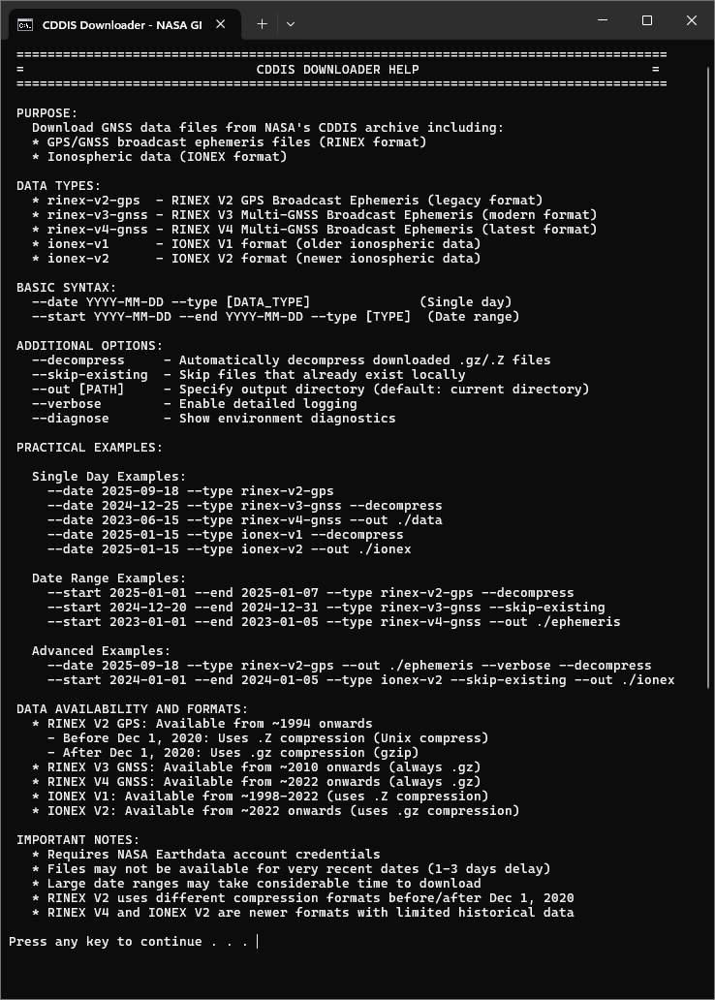 CDDIS Downloader - NASA GI
====================================================================================
=                              CDDIS DOWNLOADER HELP                              =
====================================================================================
PURPOSE:
Download GNSS data files from NASA's CDDIS archive including:
* GPS/GNSS broadcast ephemeris files (RINEX format)
* Ionospheric data (IONEX format)
DATA TYPES:
* rinex-v2-gps  - RINEX V2 GPS Broadcast Ephemeris (legacy format)
* rinex-v3-gnss - RINEX V3 Multi-GNSS Broadcast Ephemeris (modern format)
* rinex-v4-gnss - RINEX V4 Multi-GNSS Broadcast Ephemeris (latest format)
* ionex-v1      - IONEX V1 format (older ionospheric data)
* ionex-v2      - IONEX V2 format (newer ionospheric data)
BASIC SYNTAX:
--date YYYY-MM-DD --type [DATA_TYPE]              (Single day)
--start YYYY-MM-DD --end YYYY-MM-DD --type [TYPE]  (Date range)
ADDITIONAL OPTIONS:
--decompress     - Automatically decompress downloaded .gz/.Z files
--skip-existing  - Skip files that already exist locally
--out [PATH]     - Specify output directory (default: current directory)
--verbose        - Enable detailed logging
--diagnose       - Show environment diagnostics
PRACTICAL EXAMPLES:
Single Day Examples:
--date 2025-09-18 --type rinex-v2-gps
--date 2024-12-25 --type rinex-v3-gnss --decompress
--date 2023-06-15 --type rinex-v4-gnss --out ./data
--date 2025-01-15 --type ionex-v1 --decompress
--date 2025-01-15 --type ionex-v2 --out ./ionex
Date Range Examples:
--start 2025-01-01 --end 2025-01-07 --type rinex-v2-gps --decompress
--start 2024-12-20 --end 2024-12-31 --type rinex-v3-gnss --skip-existing
--start 2023-01-01 --end 2023-01-05 --type rinex-v4-gnss --out ./ephemeris
Advanced Examples:
--date 2025-09-18 --type rinex-v2-gps --out ./ephemeris --verbose --decompress
--start 2024-01-01 --end 2024-01-05 --type ionex-v2 --skip-existing --out ./ionex
DATA AVAILABILITY AND FORMATS:
* RINEX V2 GPS: Available from ~1994 onwards
- Before Dec 1, 2020: Uses .Z compression (Unix compress)
- After Dec 1, 2020: Uses .gz compression (gzip)
* RINEX V3 GNSS: Available from ~2010 onwards (always .gz)
* RINEX V4 GNSS: Available from ~2022 onwards (always .gz)
* IONEX V1: Available from ~1998-2022 (uses .Z compression)
* IONEX V2: Available from ~2022 onwards (uses .gz compression)
IMPORTANT NOTES:
* Requires NASA Earthdata account credentials
* Files may not be available for very recent dates (1-3 days delay)
* Large date ranges may take considerable time to download
* RINEX V2 uses different compression formats before/after Dec 1, 2020
* RINEX V4 and IONEX V2 are newer formats with limited historical data
Press any key to continue . . .